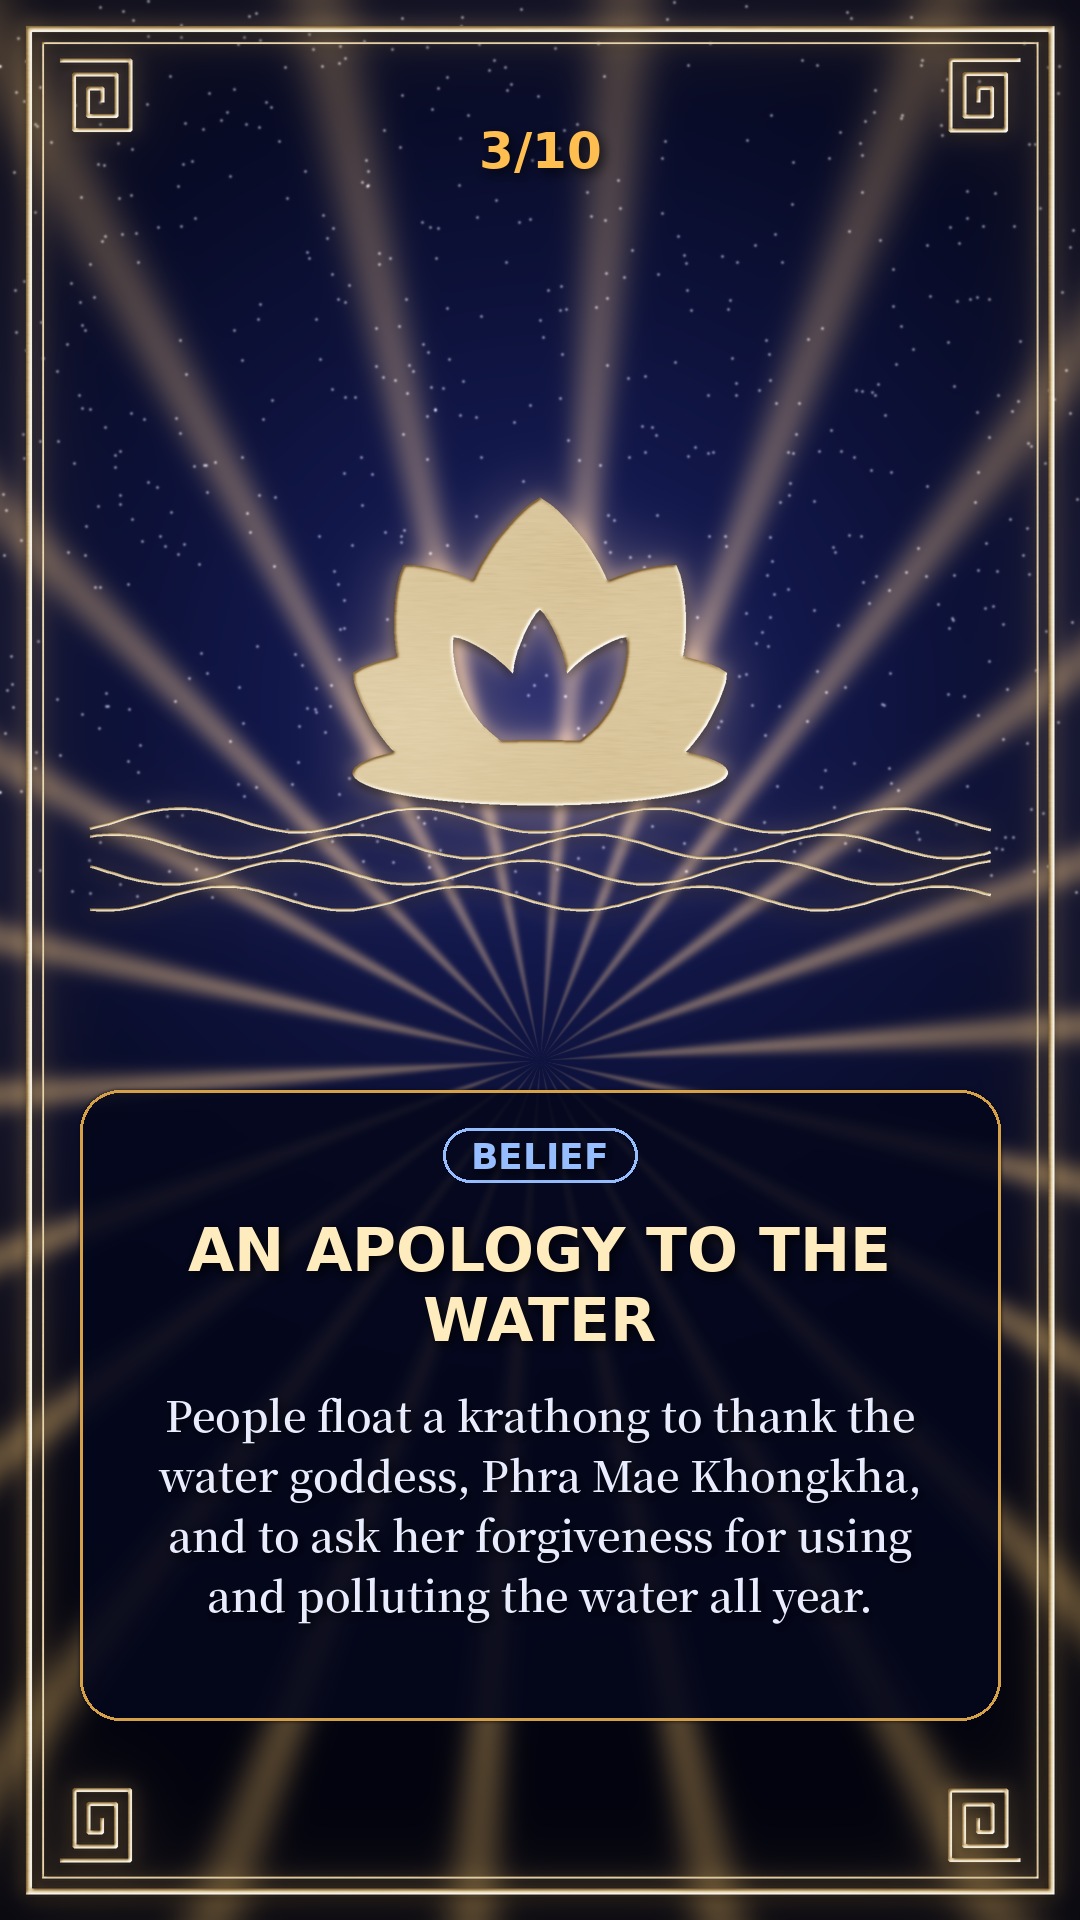 3/10
BELIEF
AN APOLOGY TO THE
WATER
People float a krathong to thank the
water goddess, Phra Mae Khongkha,
and to ask her forgiveness for using
and polluting the water all year.